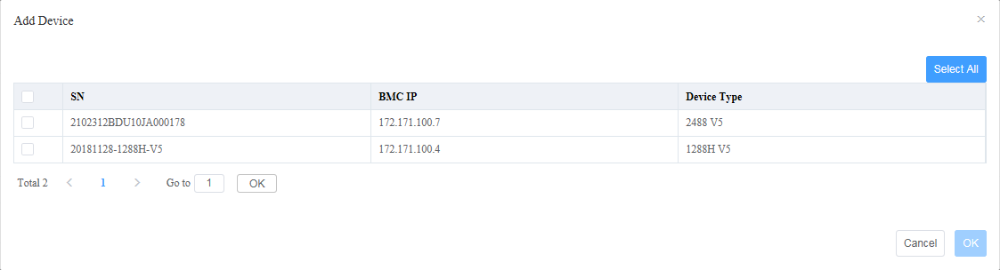 Add Device
×
Select All
SN BMC IP Device Type
2102312BDU10JA000178 172.171.100.7 2488 V5
20181128-1288H-V5 172.171.100.4 1288H V5
Total 2 < 1 > Go to 1 OK
Cancel OK